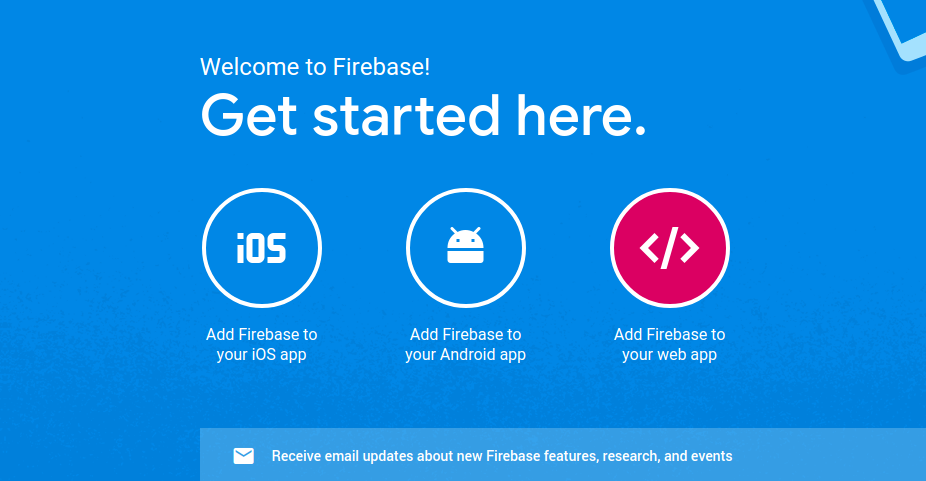 Welcome to Firebase!
Get started here.
iOS
</>
Add Firebase to
your iOS app
Add Firebase to
your Android app
Add Firebase to
your web app
Receive email updates about new Firebase features, research, and events